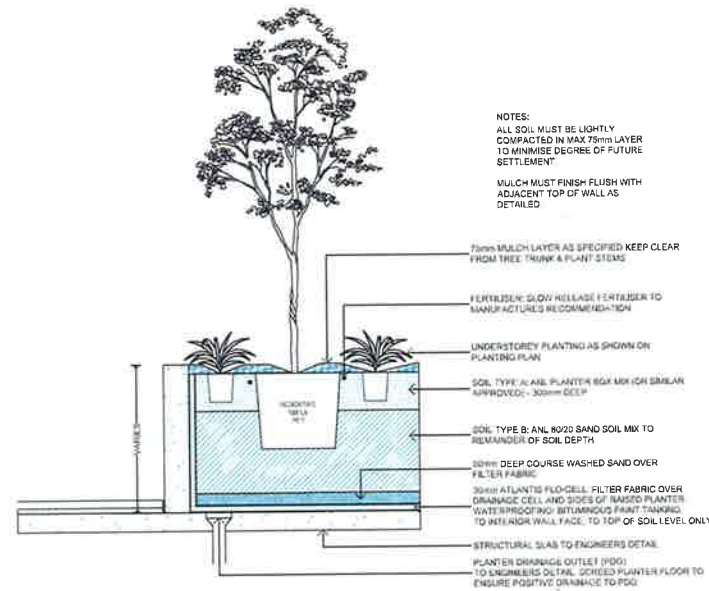 NOTES:
ALL SOIL MUST BE LIGHTLY
COMPACTED IN MAX 75mm LAYER
TO MINIMISE DEGREE OF FUTURE
SETTLEMENT
MULCH MUST FINISH FLUSH WITH
ADJACENT TOP OF WALL AS
DETAILED
75mm MULCH LAYER AS SPECIFIED KEEP CLEAR
FROM TREE TRUNK & PLANT STEMS
FERTILISER: SLOW RELEASE FERTILISER TO
MANUFACTURES RECOMMENDATION
UNDERSTOREY PLANTING AS SHOWN ON
PLANTING PLAN
SOIL TYPE A: ANL PLANTER BOX MIX (OR SIMILAR
APPROVED) - 300mm DEEP
SOIL TYPE B: ANL 80/20 SAND SOIL MIX TO
REMAINDER OF SOIL DEPTH
50mm DEEP COURSE WASHED SAND OVER
FILTER FABRIC
30mm ATLANTIS FLO-CELL. FILTER FABRIC OVER
DRAINAGE CELL AND SIDES OF RAISED PLANTER
WATERPROOFING/ BITUMINOUS PAINT TANKING
TO INTERIOR WALL FACE, TO TOP OF SOIL LEVEL ONLY
STRUCTURAL SLAB TO ENGINEERS DETAIL
PLANTER DRAINAGE OUTLET (PDG)
TO ENGINEERS DETAIL. SCREED PLANTER FLOOR TO
ENSURE POSITIVE DRAINAGE TO PDG
VARIES